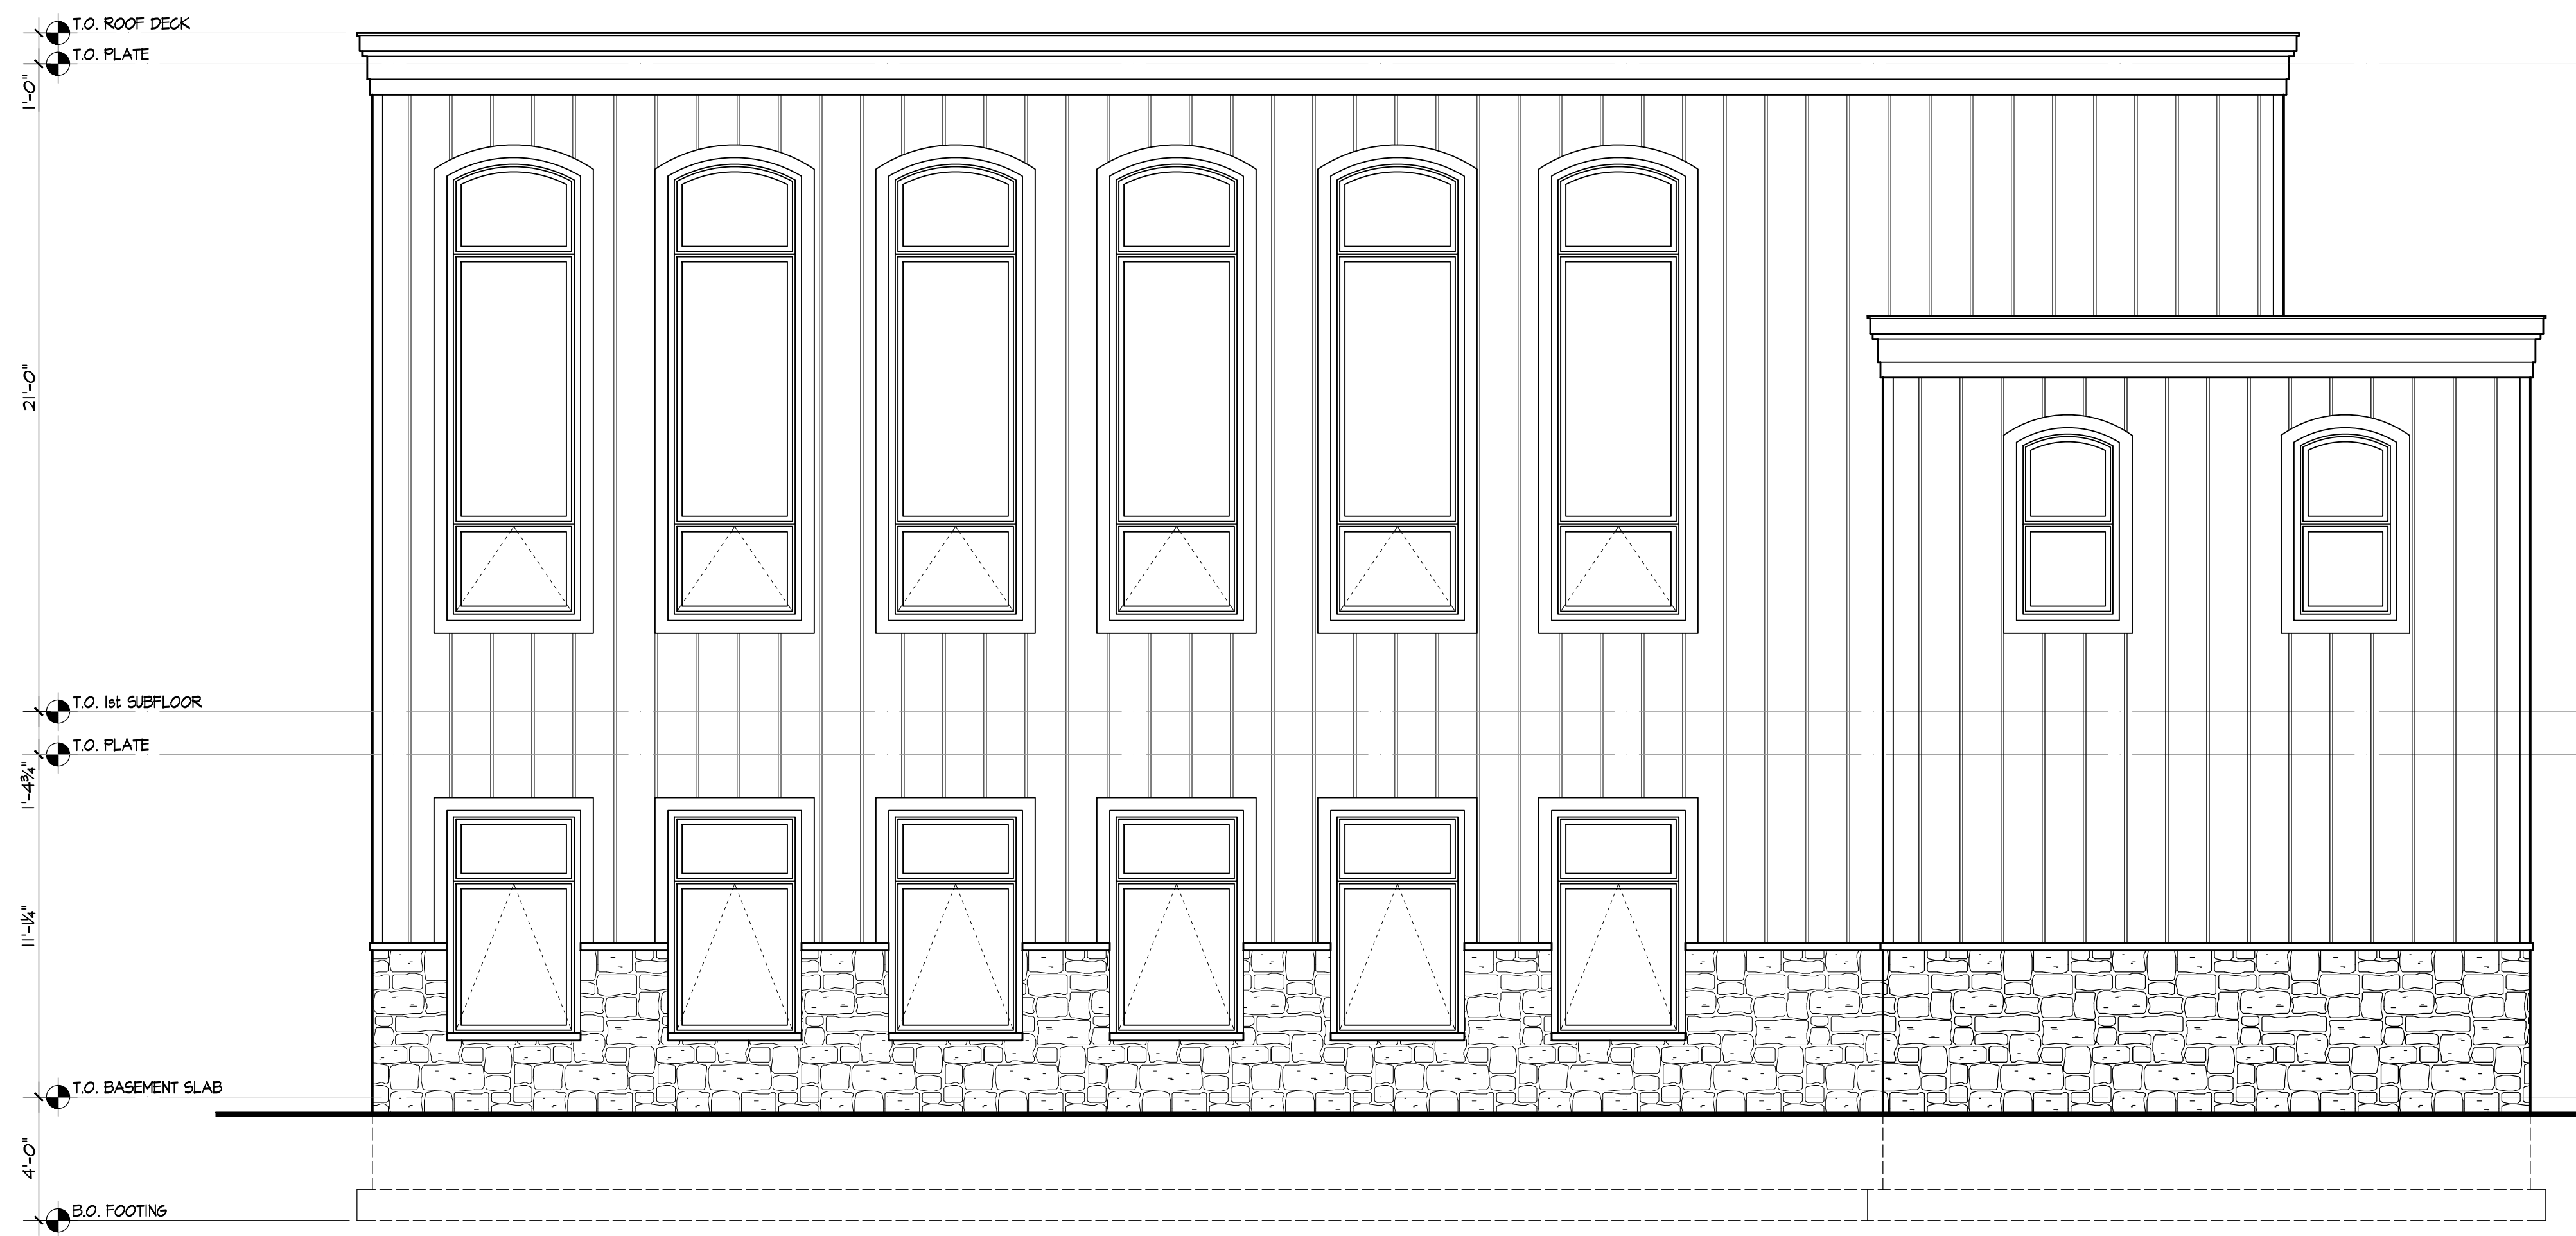 T.O. ROOF DECK
T.O. PLATE
1'-0"
21'-0"
T.O. 1st SUBFLOOR
T.O. PLATE
1'-4¾"
11'-1¼"
T.O. BASEMENT SLAB
4'-0"
B.O. FOOTING